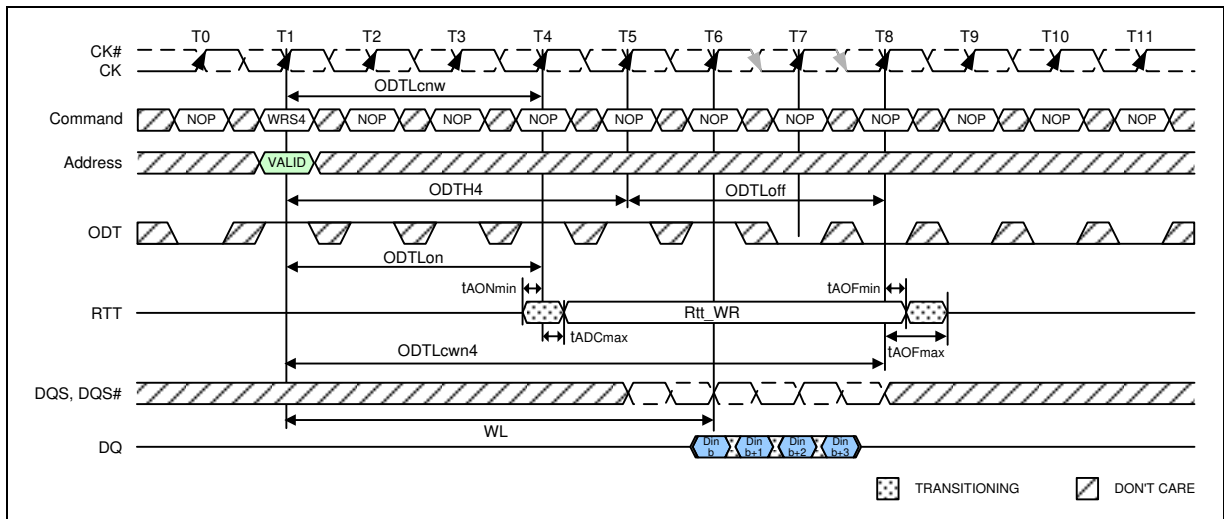 T0 T1 T2 T3 T4 T5 T6 T7 T8 T9 T10 T11
CK#
CK
ODTLcnw
Command NOP WRS4 NOP NOP NOP NOP NOP NOP NOP NOP NOP NOP
Address VALID
ODTH4 ODTLoff
ODT
ODTLon
tAONmin tAOFmin
RTT Rtt_WR
tADCmax tAOFmax
ODTLcwn4
DQS, DQS#
WL
DQ Din b Din b+1 Din b+2 Din b+3
TRANSITIONING DON'T CARE